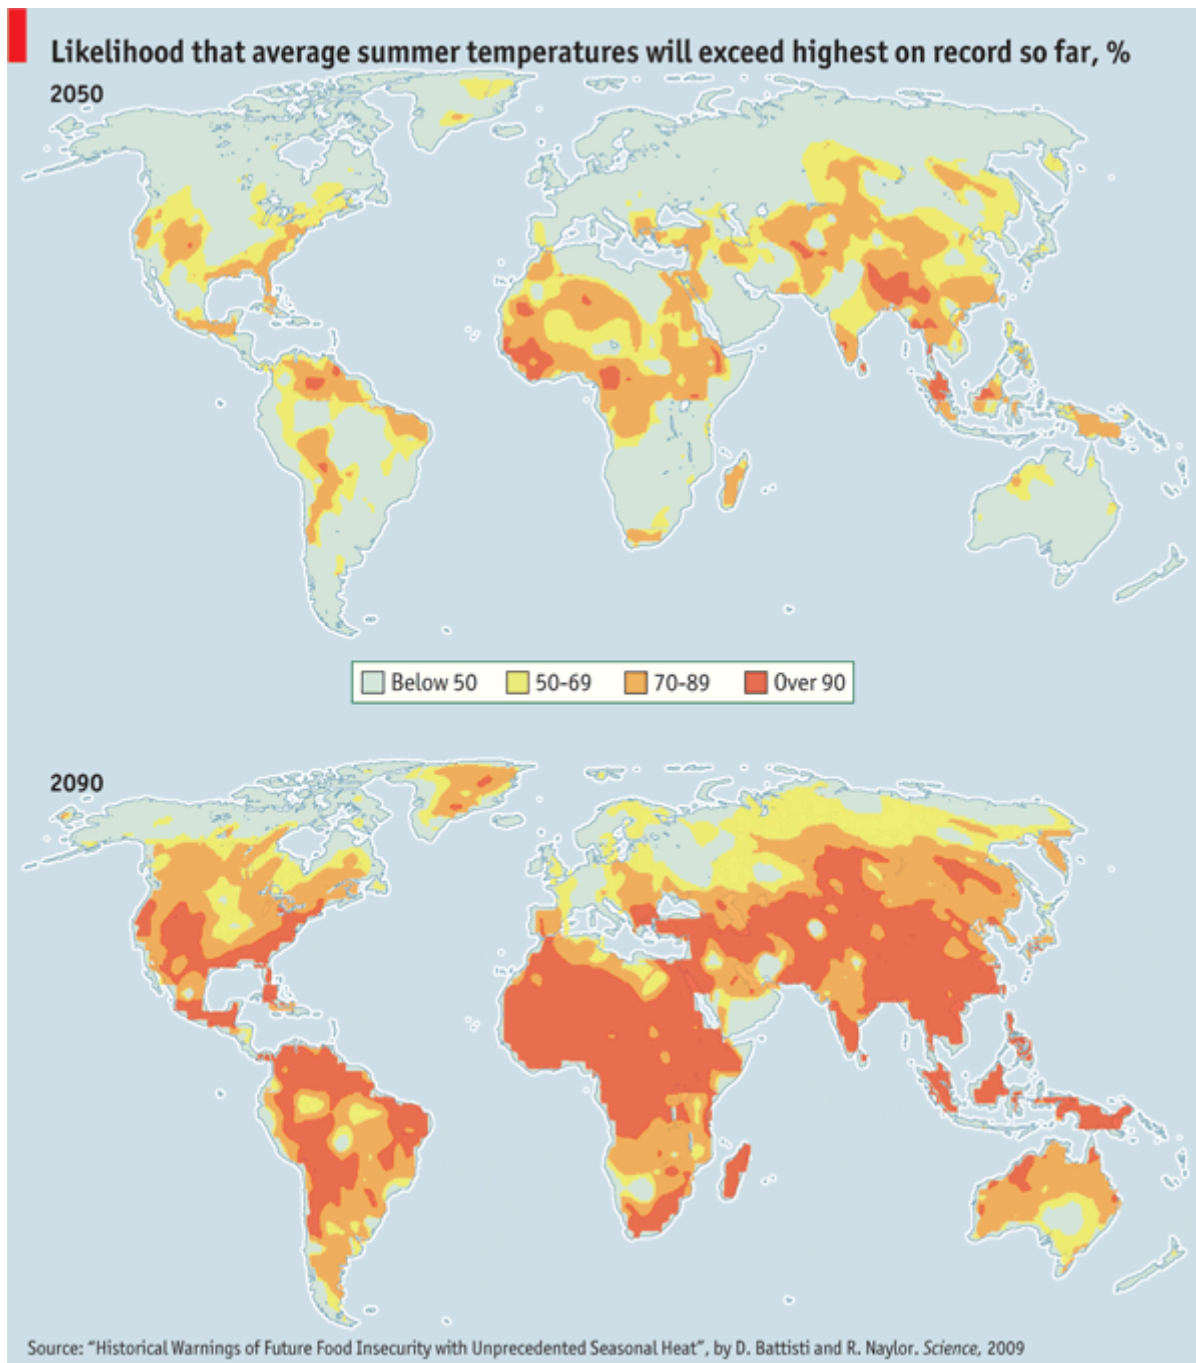 Likelihood that average summer temperatures will exceed highest on record so far, %
2050
Below 50 50-69 70-89 Over 90
2090
Source: “Historical Warnings of Future Food Insecurity with Unprecedented Seasonal Heat”, by D. Battisti and R. Naylor. Science, 2009